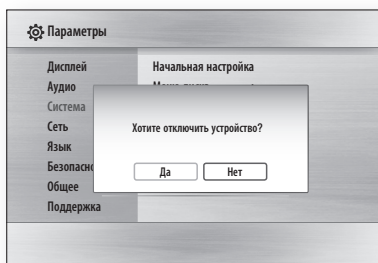 Параметры
Дисплей
Аудио
Система
Сеть
Язык
Общее
Поддержка
Начальная настройка
Хотите отключить устройство?
Да
Нет